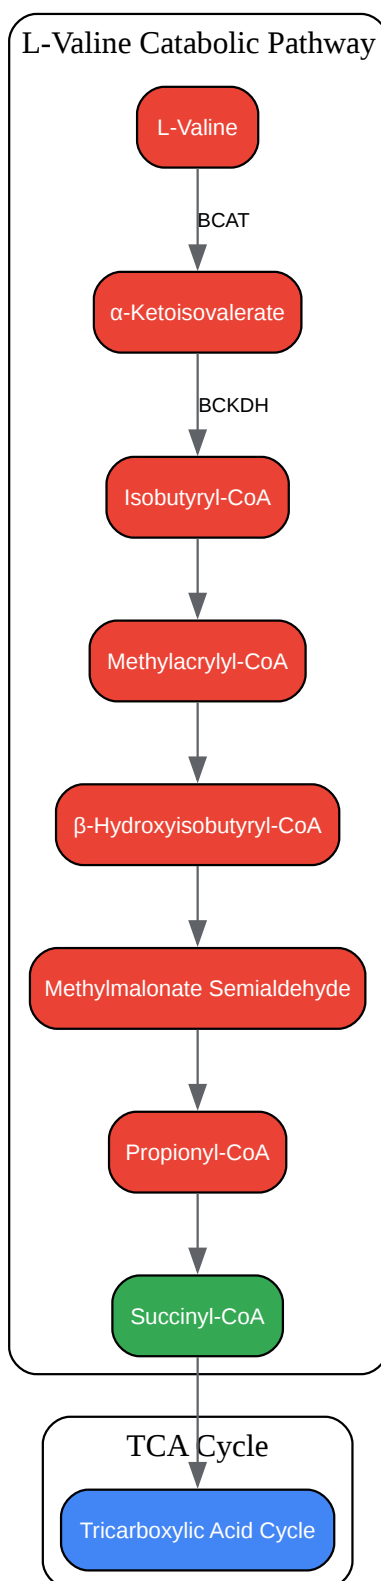 L-Valine Catabolic Pathway
L-Valine
BCAT
α-Ketoisovalerate
BCKDH
Isobutyryl-CoA
Methylacrylyl-CoA
β-Hydroxyisobutyryl-CoA
Methylmalonate Semialdehyde
Propionyl-CoA
Succinyl-CoA
TCA Cycle
Tricarboxylic Acid Cycle